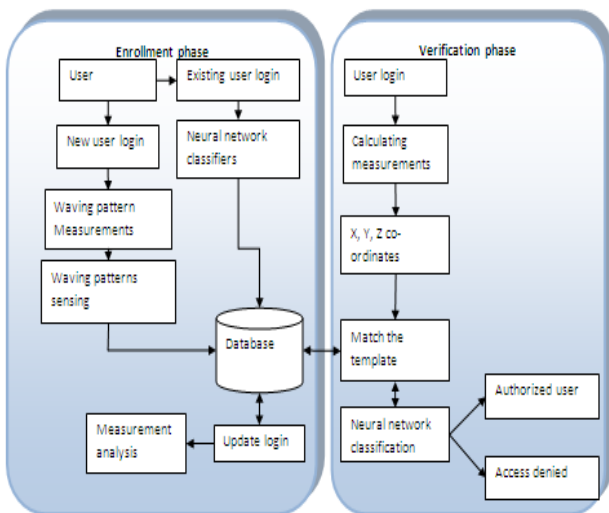 Enrollment phase
User
Existing user login
New user login
Neural network
classifiers
Waving pattern
Measurements
Waving patterns
sensing
Database
Measurement
analysis
Update login
Verification phase
User login
Calculating
measurements
X, Y, Z co-
ordinates
Match the
template
Neural network
classification
Authorized user
Access denied